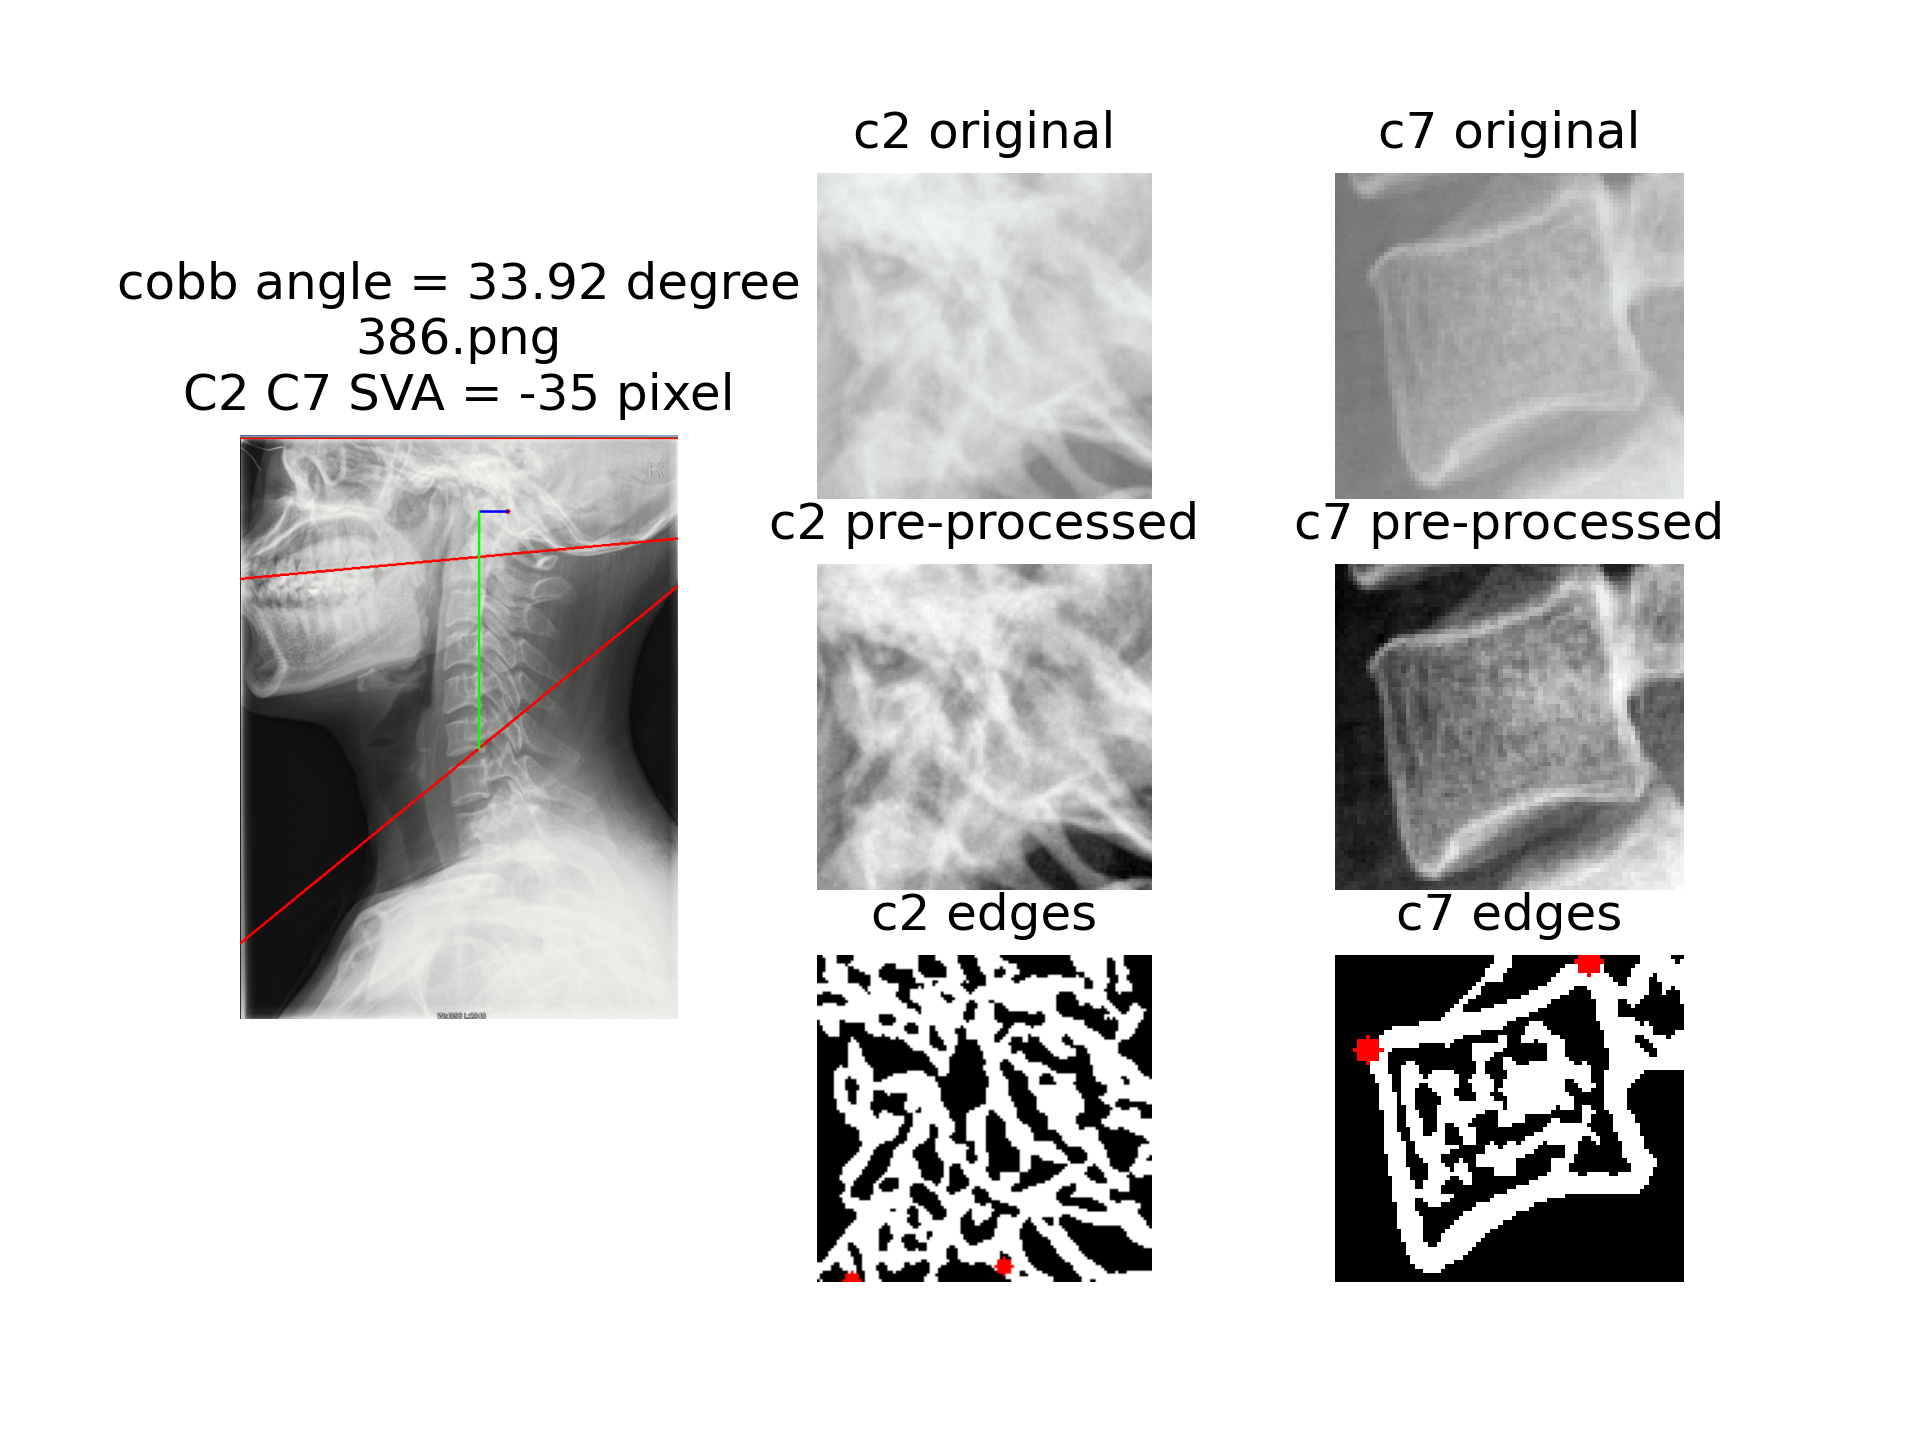 cobb angle = 33.92 degree
386.png
C2 C7 SVA = -35 pixel
R
c2 original
c7 original
c2 pre-processed
c7 pre-processed
c2 edges
c7 edges